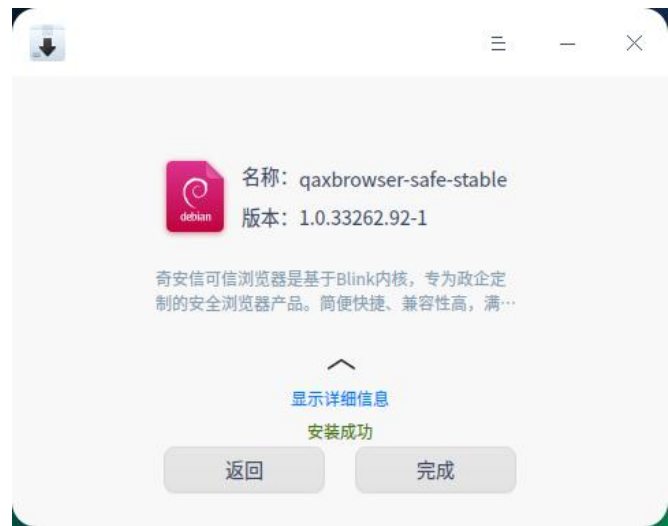 debian
名称: qaxbrowser-safe-stable
版本: 1.0.33262.92-1
奇安信可信浏览器是基于Blink内核，专为政企定
制的安全浏览器产品。简便快捷、兼容性高，满…
显示详细信息
安装成功
返回
完成